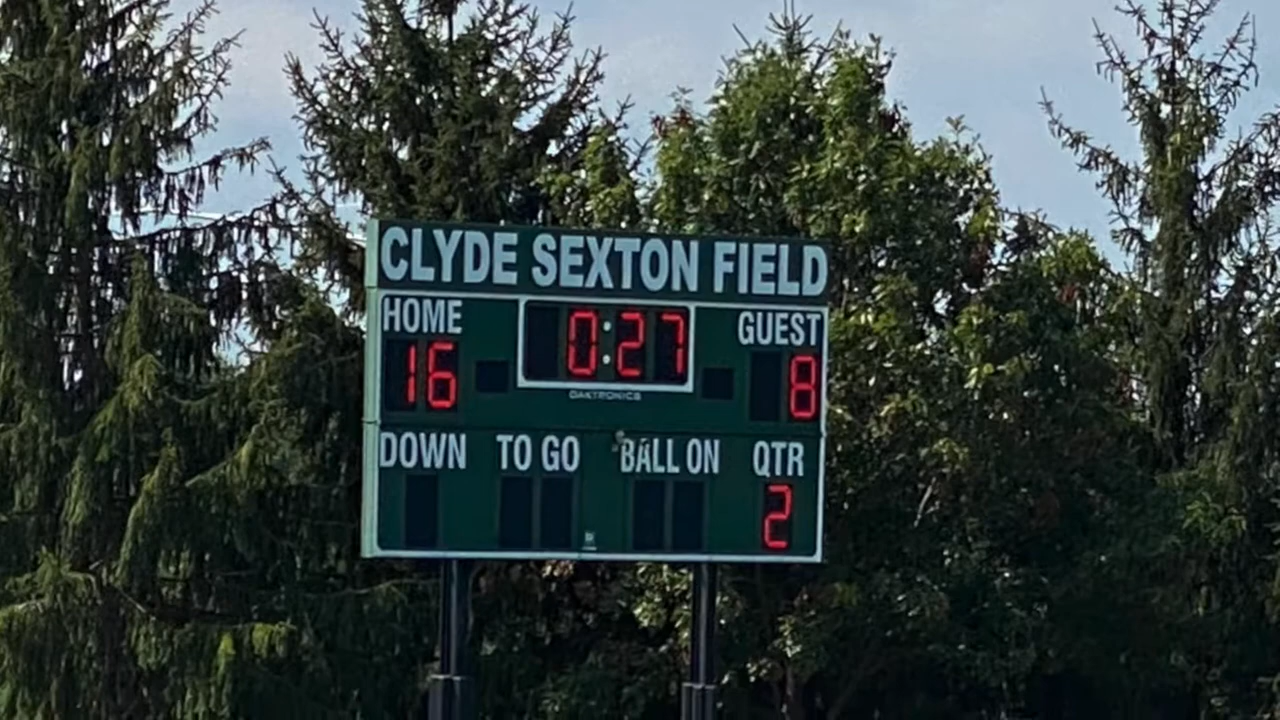 CLYDE SEXTON FIELD
HOME 0:27 GUEST
16 8
DAKTRONICS
DOWN TO GO BALL ON QTR
2